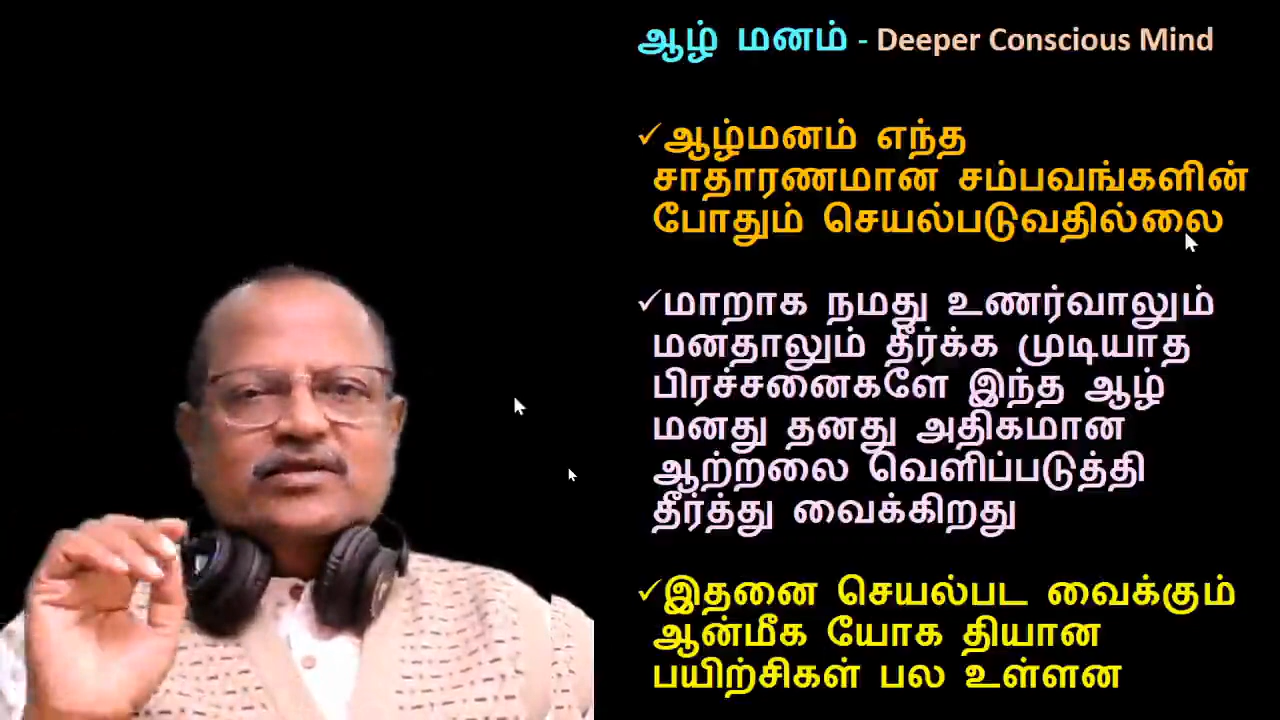 ஆழ் மனம் - Deeper Conscious Mind
✓ஆழ்மனம் எந்த
சாதாரணமான சம்பவங்களின்
போதும் செயல்படுவதில்லை
✓மாறாக நமது உணர்வாலும்
மனதாலும் தீர்க்க முடியாத
பிரச்சனைகளே இந்த ஆழ்
மனது தனது அதிகமான
ஆற்றலை வெளிப்படுத்தி
தீர்த்து வைக்கிறது
✓இதனை செயல்பட வைக்கும்
ஆன்மீக யோக தியான
பயிற்சிகள் பல உள்ளன